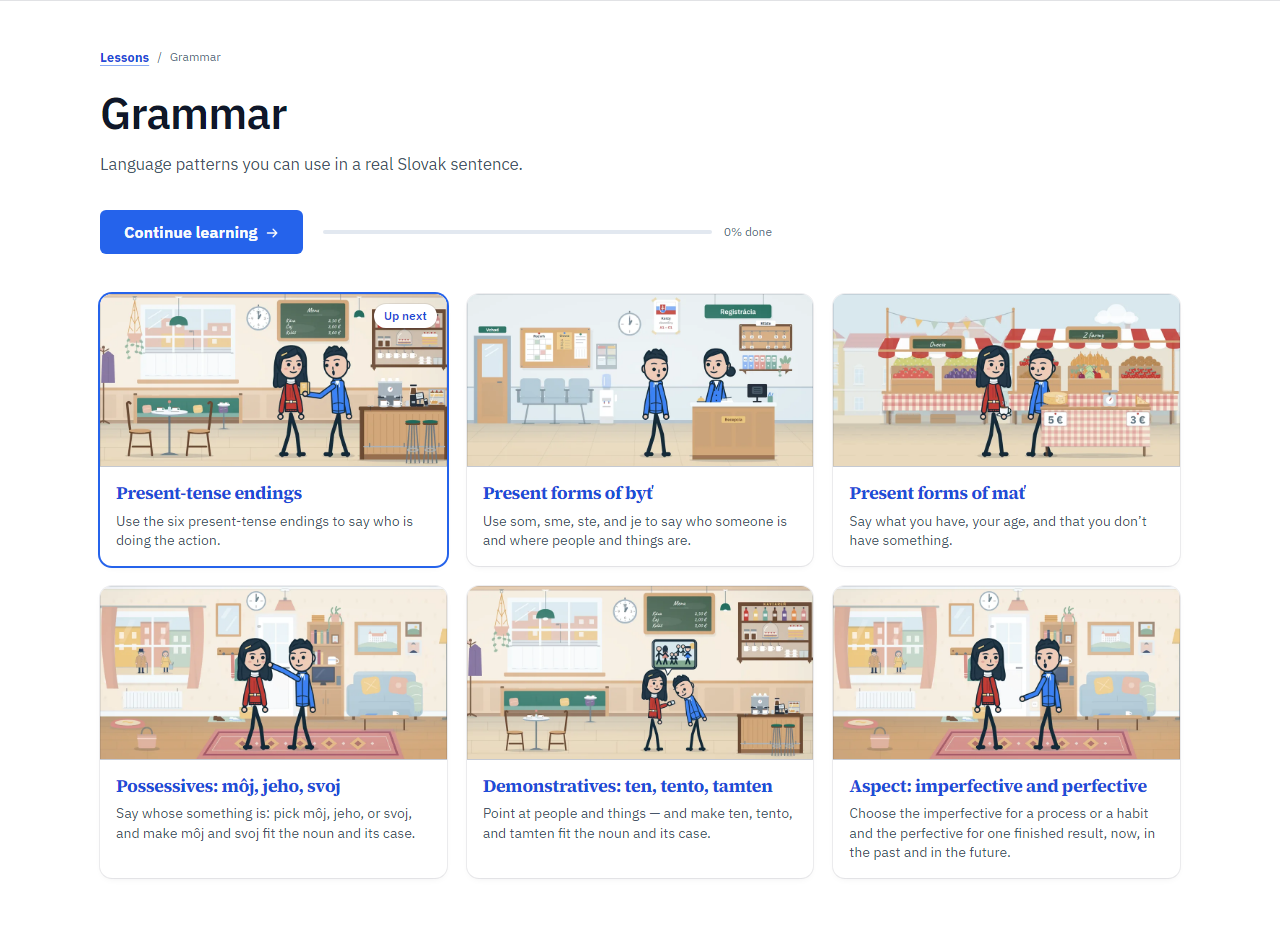 Lessons / Grammar
Grammar
Language patterns you can use in a real Slovak sentence.
Continue learning →
0% done
Menu
Up next
Present-tense endings
Use the six present-tense endings to say who is
doing the action.
Vchod
Registrácia
Recepcia
Present forms of byť
Use som, sme, ste, and je to say who someone is
and where people and things are.
Ovocie
Z farmy
5 €
3 €
Present forms of mať
Say what you have, your age, and that you don't
have something.
Possessives: môj, jeho, svoj
Say whose something is: pick môj, jeho, or svoj,
and make môj and svoj fit the noun and its case.
Menu
Demonstratives: ten, tento, tamten
Point at people and things — and make ten, tento,
and tamten fit the noun and its case.
Aspect: imperfective and perfective
Choose the imperfective for a process or a habit
and the perfective for one finished result, now, in
the past and in the future.